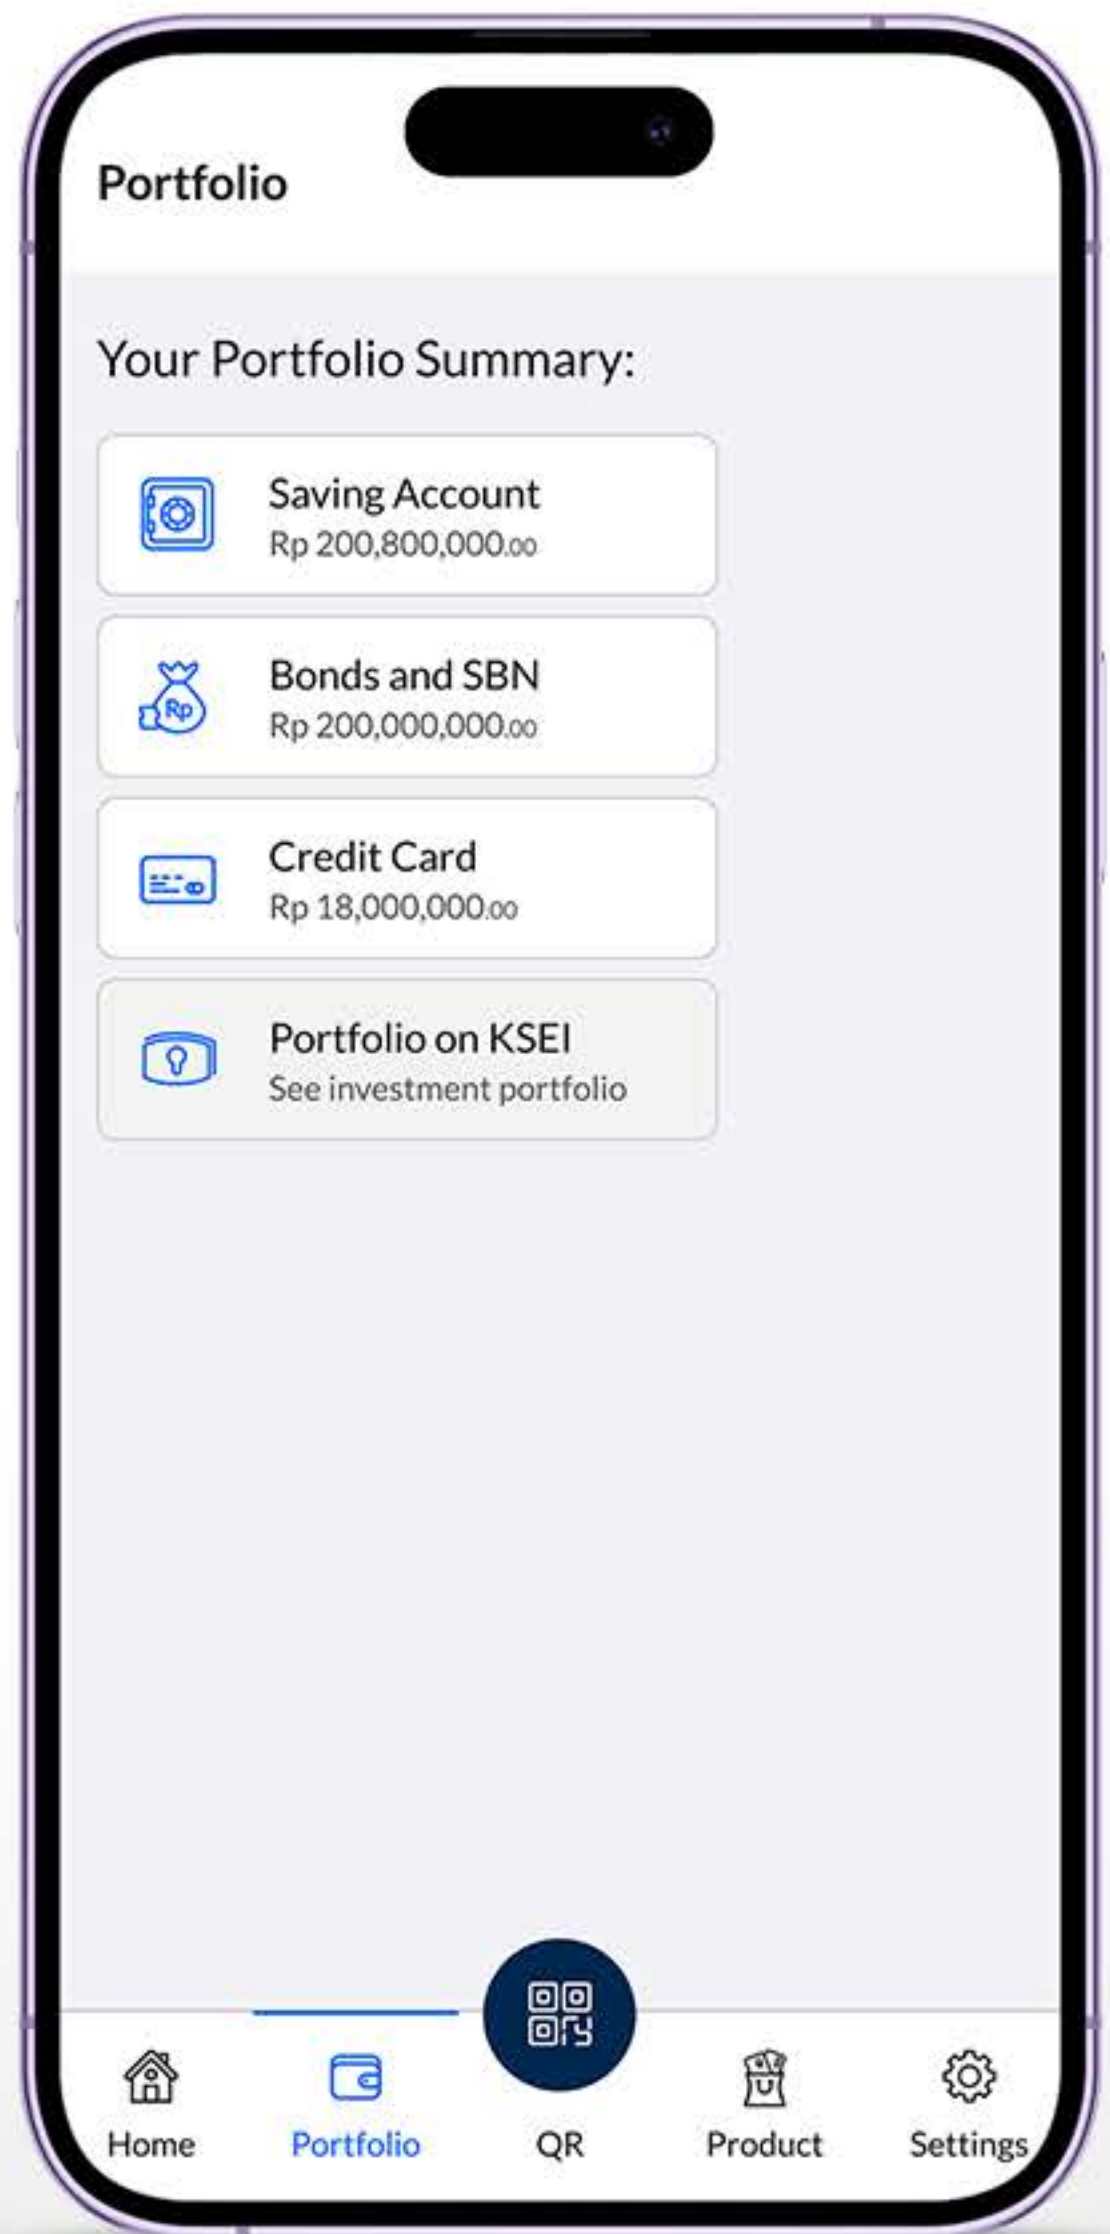 Portfolio
Your Portfolio Summary:
Saving Account
Rp 200,800,000.00
Bonds and SBN
Rp 200,000,000.00
Rp
Credit Card
Rp 18,000,000.00
Portfolio on KSEI
See investment portfolio
Home
Portfolio
QR
Product
Settings